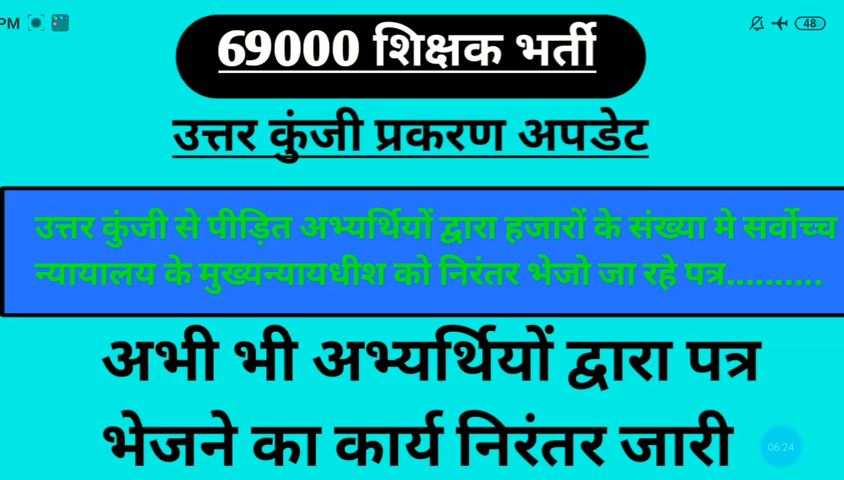 PM
48
69000 शिक्षक भर्ती
उत्तर कुंजी प्रकरण अपडेट
उत्तर कुंजी से पीड़ित अभ्यर्थियों द्वारा हजारों के संख्या मे सर्वोच्च
न्यायालय के मुख्यन्यायधीश को निरंतर भेजो जा रहे पत्र..........
अभी भी अभ्यर्थियों द्वारा पत्र
भेजने का कार्य निरंतर जारी
06:24